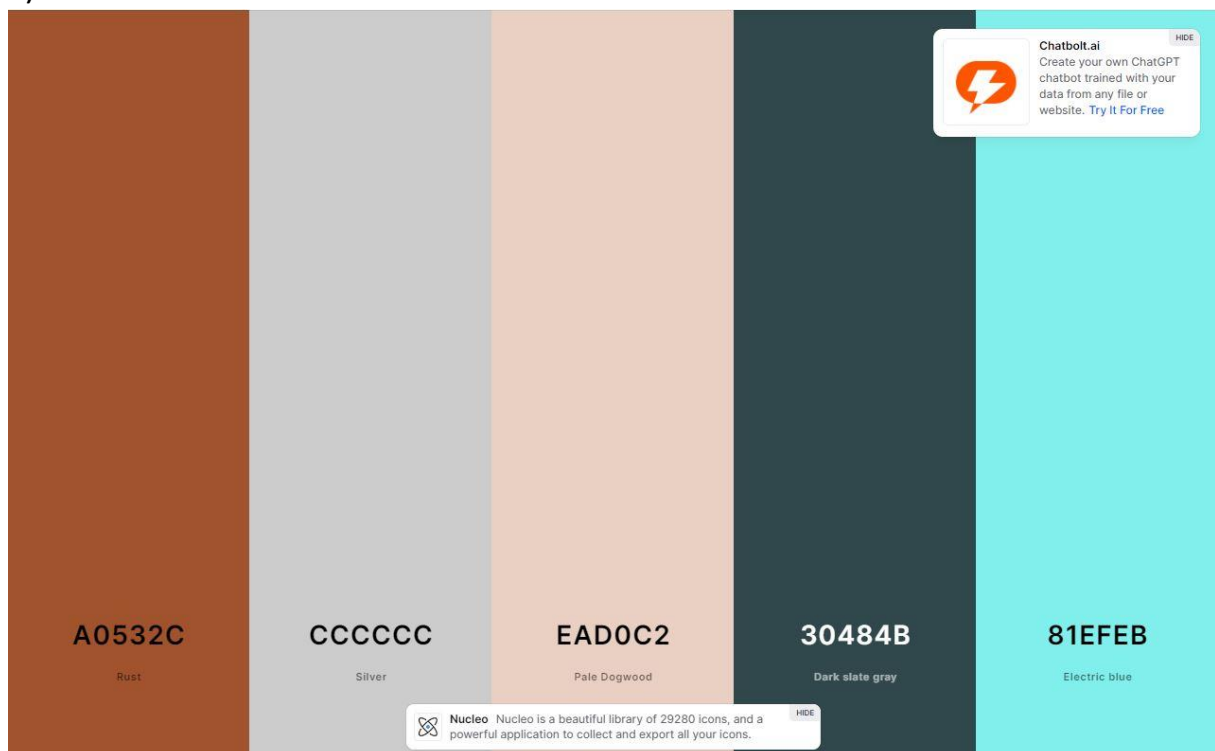 HIDE
Chatbolt.ai
Create your own ChatGPT
chatbot trained with your
data from any file or
website. Try It For Free
A0532C
CCCCCC
EAD0C2
30484B
81EFEB
Rust
Silver
Pale Dogwood
Dark slate gray
Electric blue
Nucleo Nucleo is a beautiful library of 29280 icons, and a
powerful application to collect and export all your icons.
HIDE